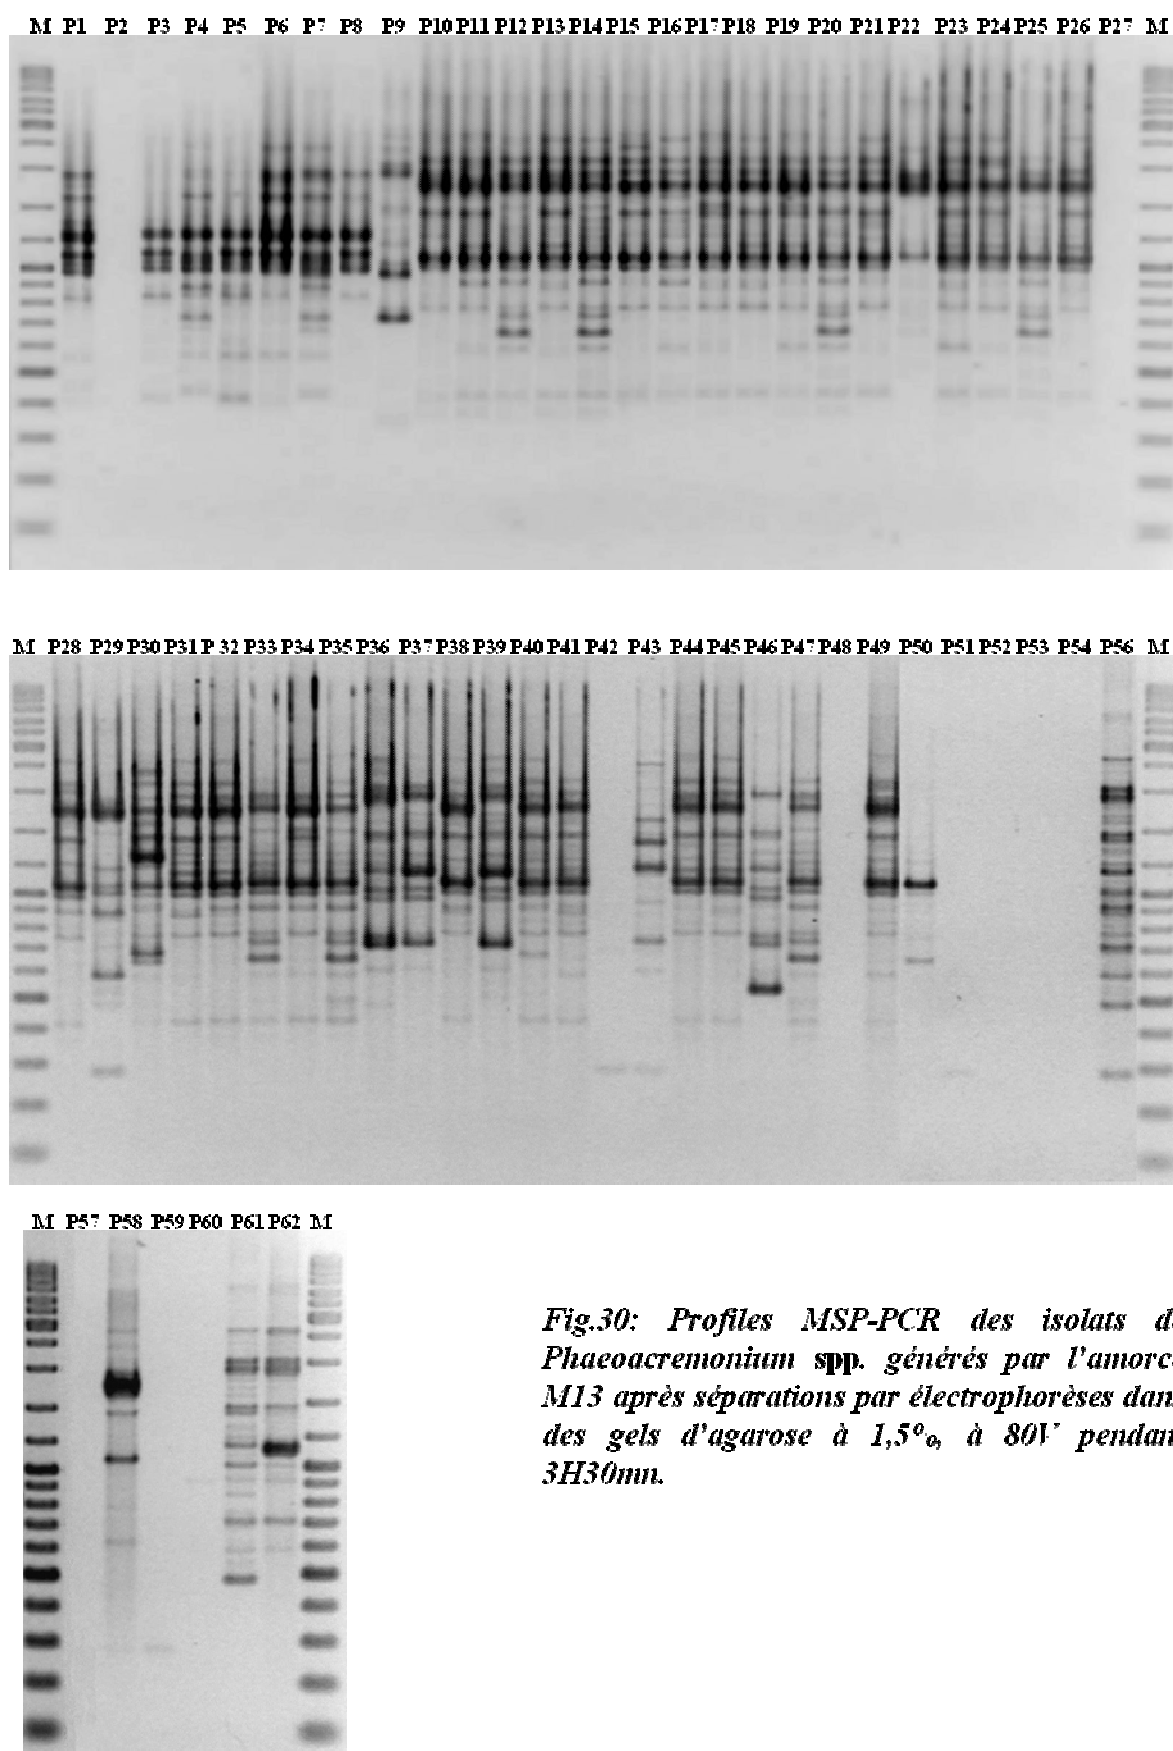 M P1 P2 P3 P4 P5 P6 P7 P8 P9 P10 P11 P12 P13 P14 P15 P16 P17 P18 P19 P20 P21 P22 P23 P24 P25 P26 P27 M
M P28 P29 P30 P31 P 32 P33 P34 P35 P36 P37 P38 P39 P40 P41 P42 P43 P44 P45 P46 P47 P48 P49 P50 P51 P52 P53 P54 P56 M
M P57 P58 P59 P60 P61 P62 M
Fig.30: Profiles MSP-PCR des isolats d
Phaeoacremonium spp. générés par l'amorc
M13 après séparations par électrophorèses dan
des gels d'agarose à 1,5%, à 80V pendan
3H30mn.